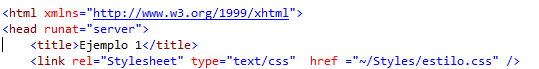 <html xmlns="http://www.w3.org/1999/xhtml">
<head runat="server">
<title>Ejemplo 1</title>
<link rel="Stylesheet" type="text/css" href ="~/Styles/estilo.css" />